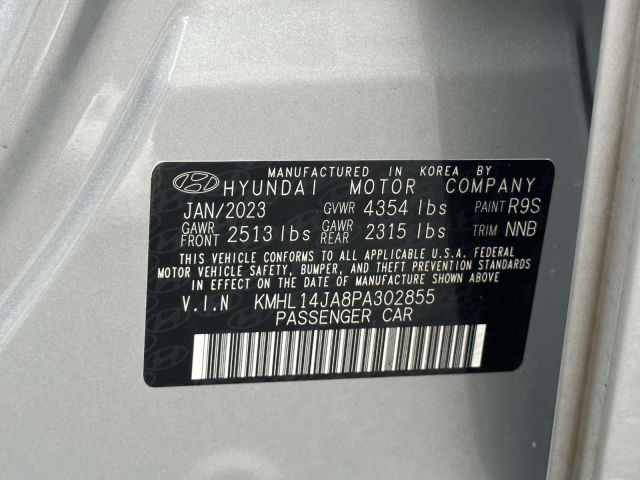 MANUFACTURED IN KOREA BY
HYUNDAI MOTOR COMPANY
JAN/2023 GVWR 4354 lbs PAINT R9S
GAWR FRONT 2513 lbs GAWR REAR 2315 lbs TRIM NNB
THIS VEHICLE CONFORMS TO ALL APPLICABLE U.S.A. FEDERAL
MOTOR VEHICLE SAFETY, BUMPER, AND THEFT PREVENTION STANDARDS
IN EFFECT ON THE DATE OF MANUFACTURE SHOWN ABOVE.
V.I.N KMHL14JA8PA302855
PASSENGER CAR